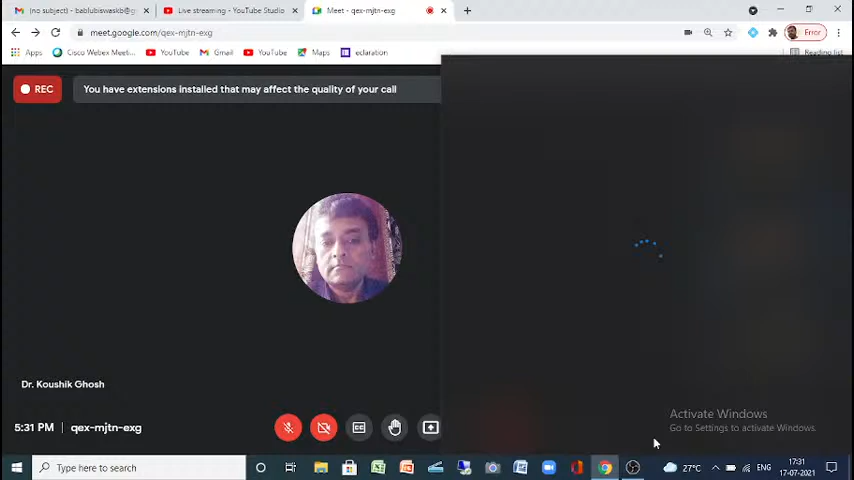 (no subject) - bablubiswaskb@g
Live streaming - YouTube Studio
Meet - qex-mjtn-exg
meet.google.com/qex-mjtn-exg
Error
Apps
Cisco Webex Meet...
YouTube
Gmail
YouTube
Maps
eclaration
Reading list
REC
You have extensions installed that may affect the quality of your call
Dr. Koushik Ghosh
5:31 PM | qex-mjtn-exg
Activate Windows
Go to Settings to activate Windows.
Type here to search
27°C
ENG
17:31
17-07-2021